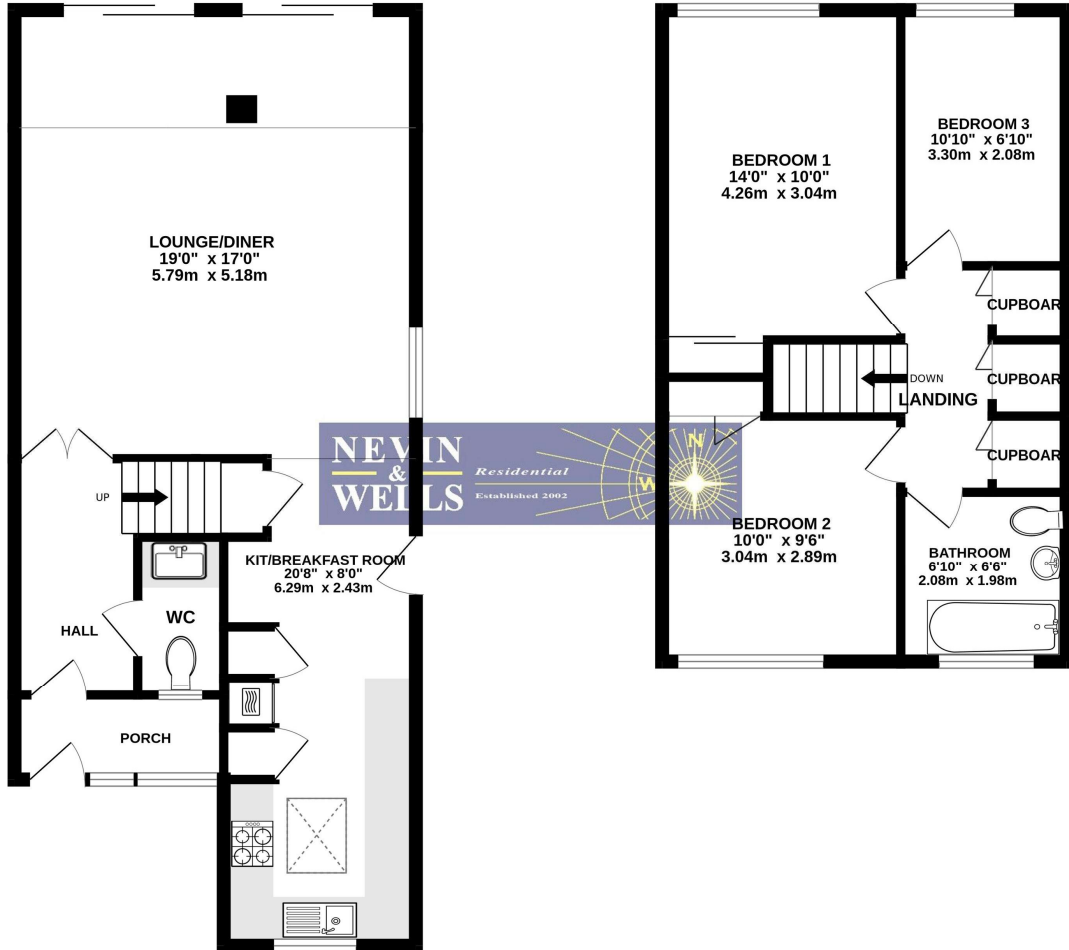 LOUNGE/DINER
19'0" x 17'0"
5.79m x 5.18m
UP
KIT/BREAKFAST ROOM
20'8" x 8'0"
6.29m x 2.43m
WC
HALL
PORCH
NEVIN
&
WELLS
Residential
Established 2002
N
W
BEDROOM 1
14'0" x 10'0"
4.26m x 3.04m
BEDROOM 3
10'10" x 6'10"
3.30m x 2.08m
CUPBOAR
CUPBOAR
CUPBOAR
DOWN
LANDING
BEDROOM 2
10'0" x 9'6"
3.04m x 2.89m
BATHROOM
6'10" x 6'6"
2.08m x 1.98m